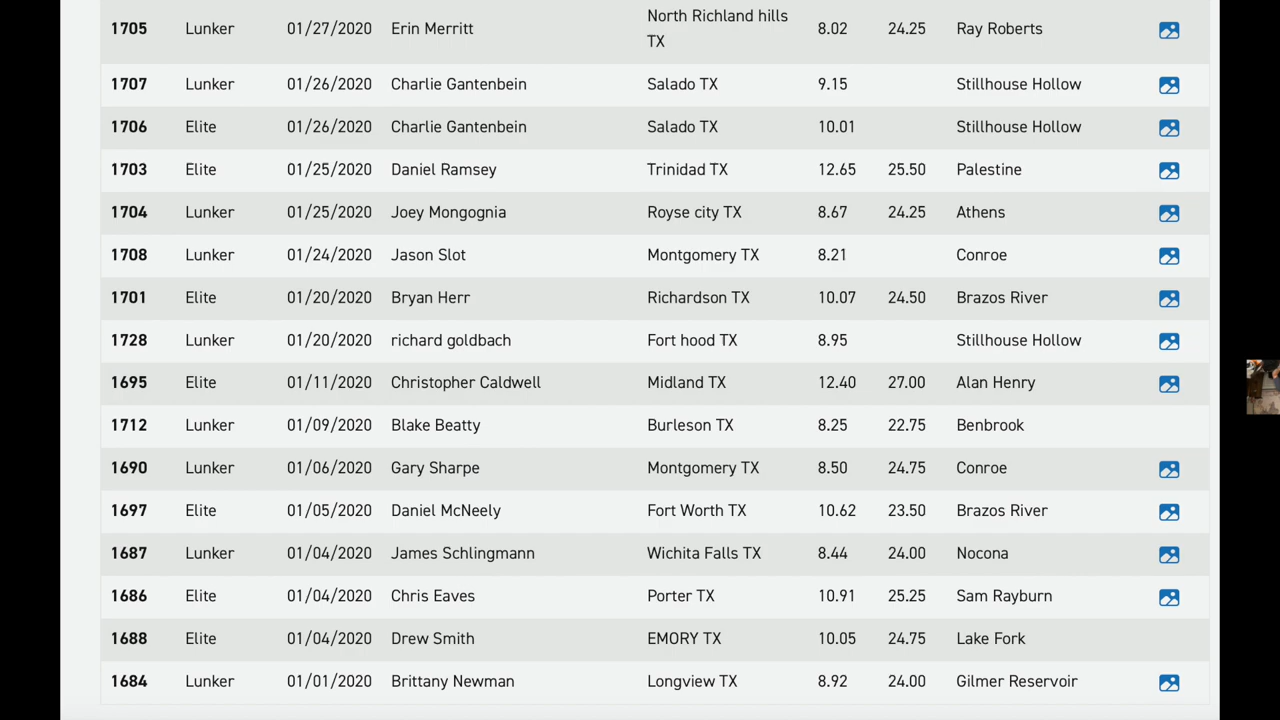 1705 Lunker 01/27/2020 Erin Merritt North Richland hills TX 8.02 24.25 Ray Roberts
1707 Lunker 01/26/2020 Charlie Gantenbein Salado TX 9.15 Stillhouse Hollow
1706 Elite 01/26/2020 Charlie Gantenbein Salado TX 10.01 Stillhouse Hollow
1703 Elite 01/25/2020 Daniel Ramsey Trinidad TX 12.65 25.50 Palestine
1704 Lunker 01/25/2020 Joey Mongognia Royse city TX 8.67 24.25 Athens
1708 Lunker 01/24/2020 Jason Slot Montgomery TX 8.21 Conroe
1701 Elite 01/20/2020 Bryan Herr Richardson TX 10.07 24.50 Brazos River
1728 Lunker 01/20/2020 richard goldbach Fort hood TX 8.95 Stillhouse Hollow
1695 Elite 01/11/2020 Christopher Caldwell Midland TX 12.40 27.00 Alan Henry
1712 Lunker 01/09/2020 Blake Beatty Burleson TX 8.25 22.75 Benbrook
1690 Lunker 01/06/2020 Gary Sharpe Montgomery TX 8.50 24.75 Conroe
1697 Elite 01/05/2020 Daniel McNeely Fort Worth TX 10.62 23.50 Brazos River
1687 Lunker 01/04/2020 James Schlingmann Wichita Falls TX 8.44 24.00 Nocona
1686 Elite 01/04/2020 Chris Eaves Porter TX 10.91 25.25 Sam Rayburn
1688 Elite 01/04/2020 Drew Smith EMORY TX 10.05 24.75 Lake Fork
1684 Lunker 01/01/2020 Brittany Newman Longview TX 8.92 24.00 Gilmer Reservoir